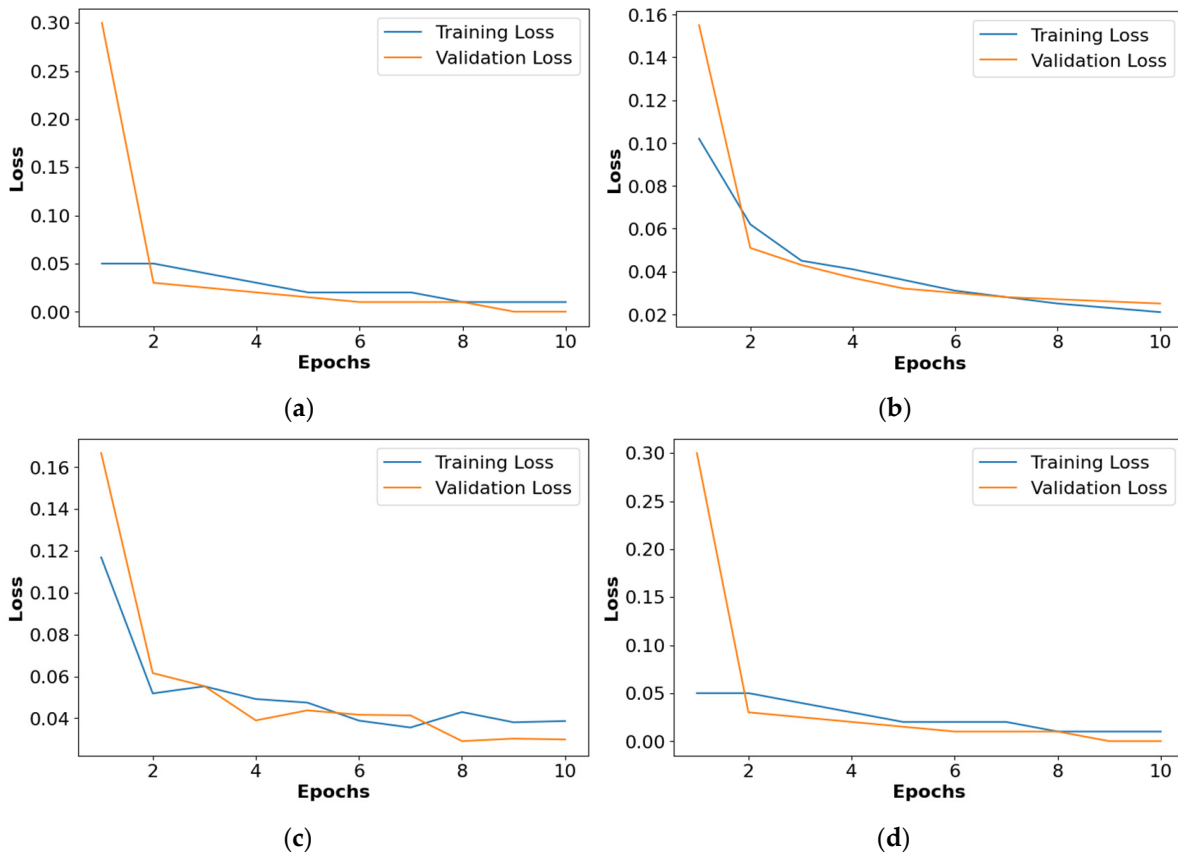 0.30
0.25
0.20
0.15
0.10
0.05
0.00
Loss
2 4 6 8 10
Epochs
Training Loss
Validation Loss
(a)
0.16
0.14
0.12
0.10
0.08
0.06
0.04
0.02
Loss
2 4 6 8 10
Epochs
Training Loss
Validation Loss
(b)
0.16
0.14
0.12
0.10
0.08
0.06
0.04
Loss
2 4 6 8 10
Epochs
Training Loss
Validation Loss
(c)
0.30
0.25
0.20
0.15
0.10
0.05
0.00
Loss
2 4 6 8 10
Epochs
Training Loss
Validation Loss
(d)